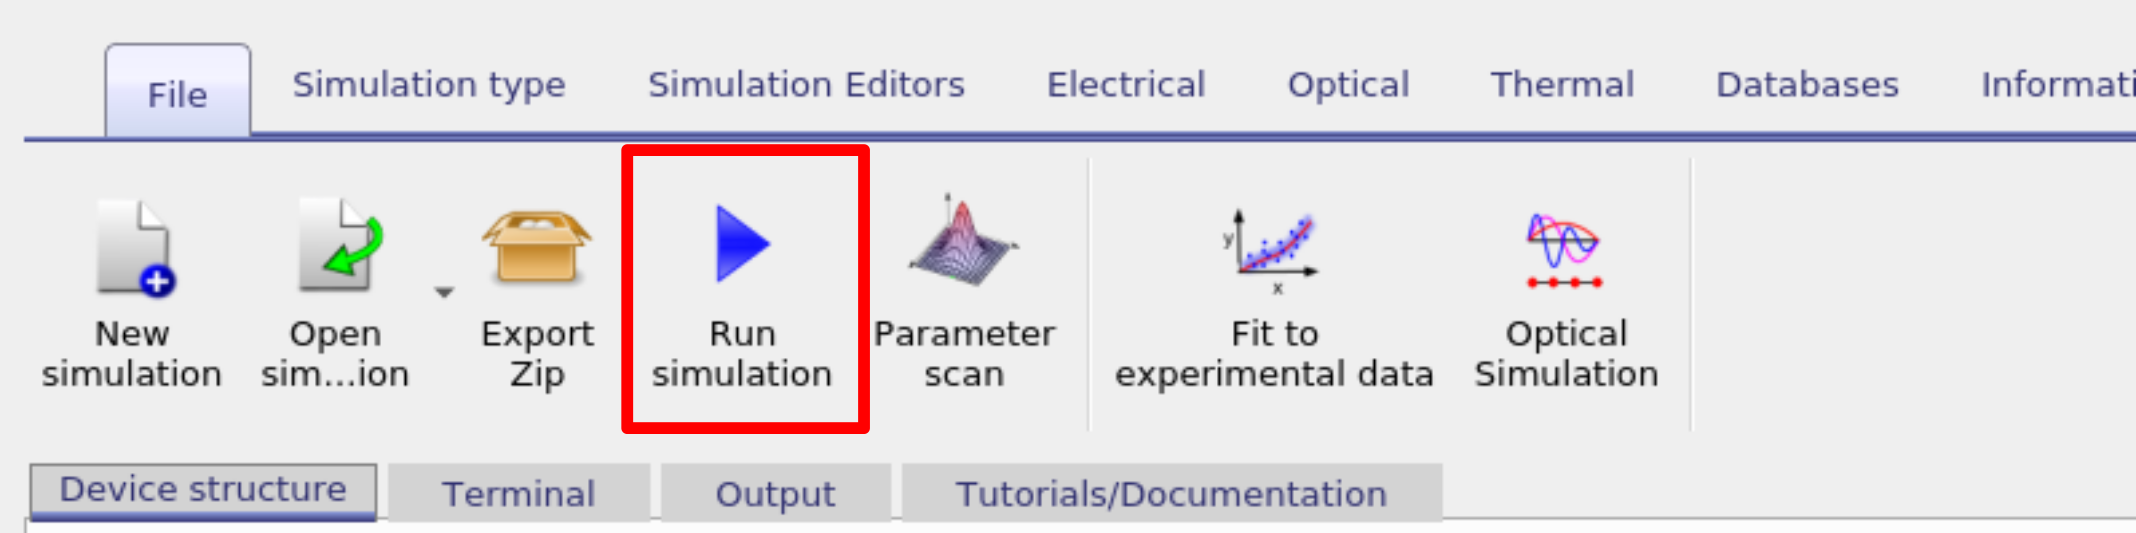 File Simulation type Simulation Editors Electrical Optical Thermal Databases Informati
New simulation
Open sim...ion
Export Zip
Run simulation
Parameter scan
y
x
Fit to experimental data
Optical Simulation
Device structure Terminal Output Tutorials/Documentation